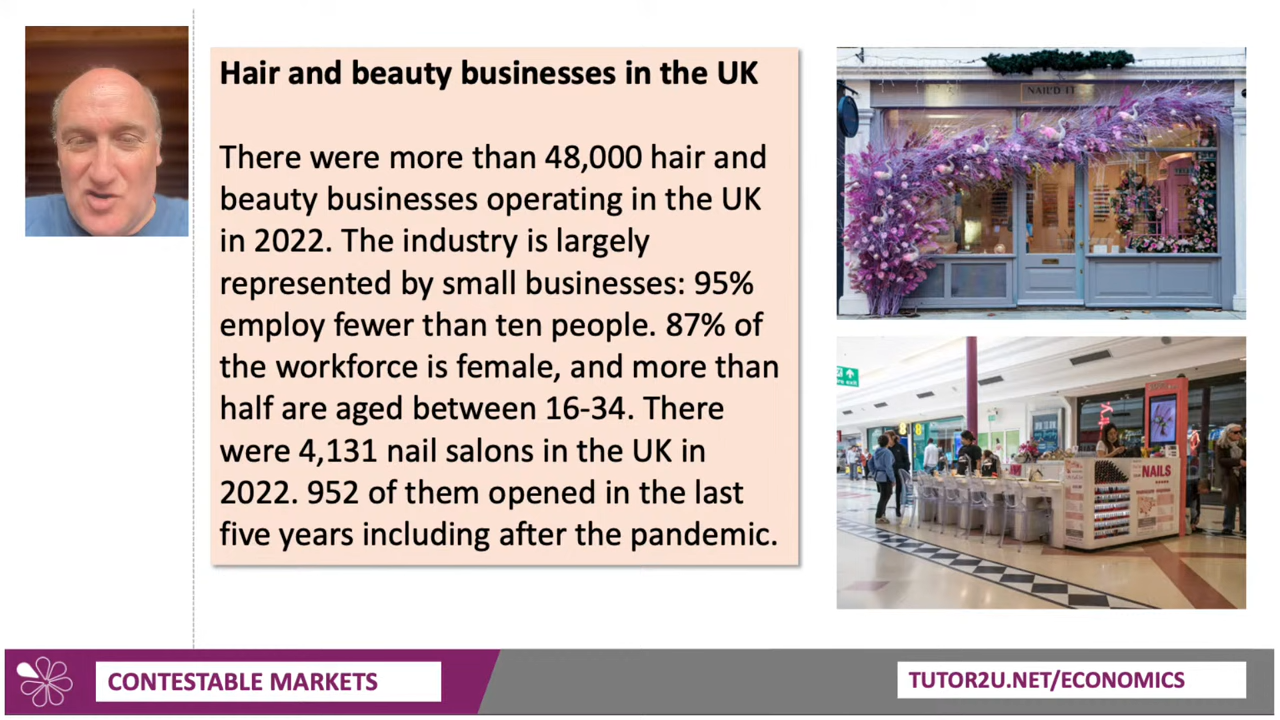 Hair and beauty businesses in the UK
There were more than 48,000 hair and
beauty businesses operating in the UK
in 2022. The industry is largely
represented by small businesses: 95%
employ fewer than ten people. 87% of
the workforce is female, and more than
half are aged between 16-34. There
were 4,131 nail salons in the UK in
2022. 952 of them opened in the last
five years including after the pandemic.
NAIL'D IT
NAILS
CONTESTABLE MARKETS
TUTOR2U.NET/ECONOMICS